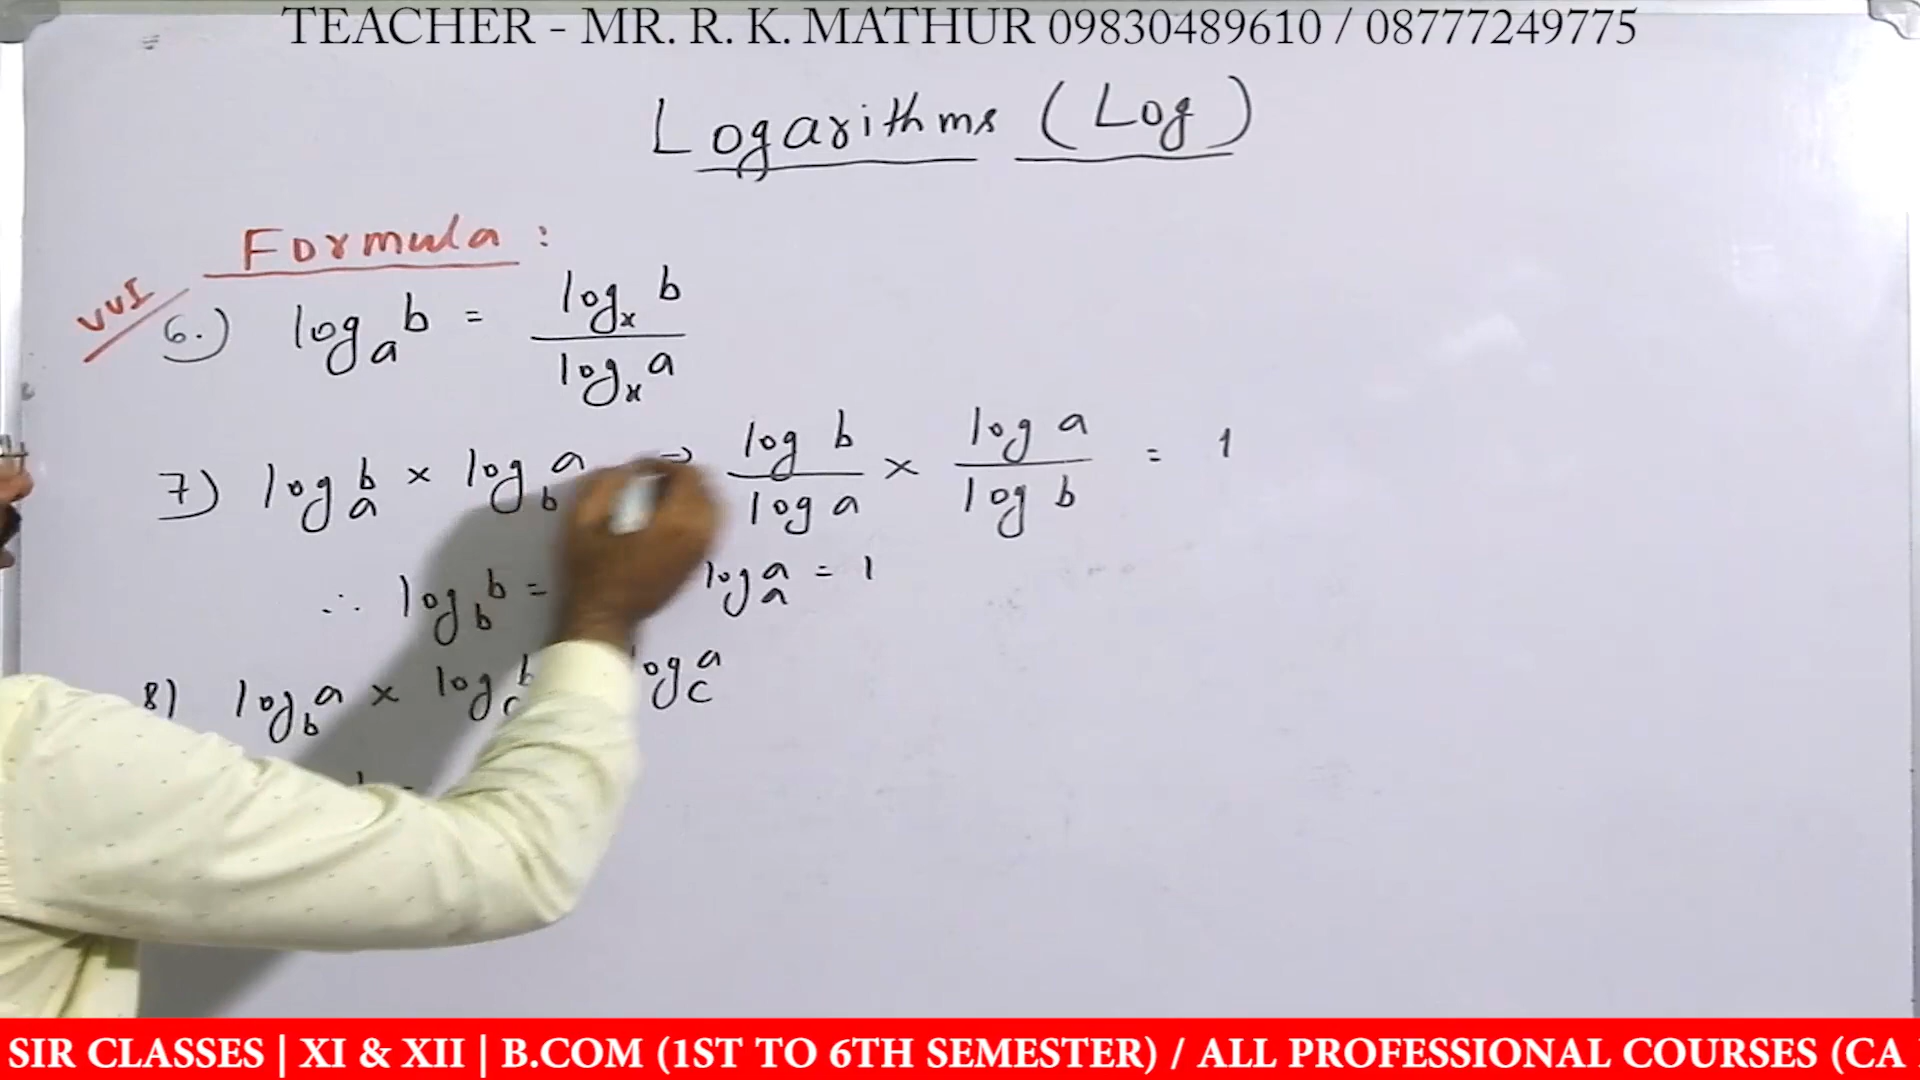 TEACHER - MR. R. K. MATHUR 09830489610 / 08777249775
Logarithms (Log)
Formula :
VVI
6.) log_a b = log_x b / log_x a
7) log_a b × log_b a → log b / log a × log a / log b = 1
∴ log_b b = log_a a = 1
8) log_b a × log_c b log_c a
SIR CLASSES | XI & XII | B.COM (1ST TO 6TH SEMESTER) / ALL PROFESSIONAL COURSES (CA